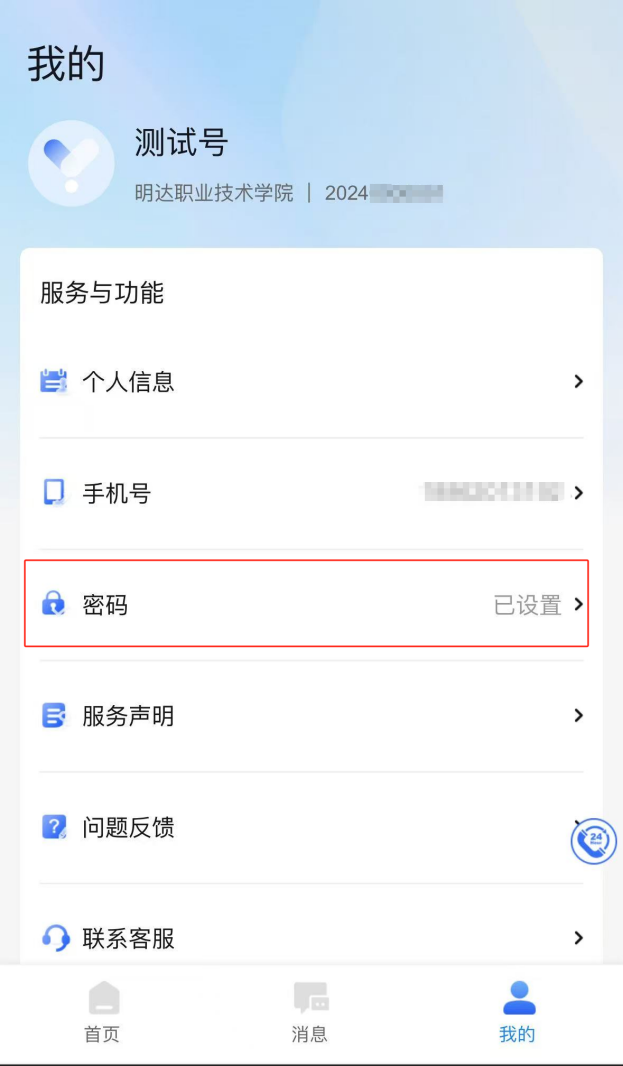 我的
测试号
明达职业技术学院 | 2024
服务与功能
个人信息
手机号
密码 已设置
服务声明
?
问题反馈
24
联系客服
首页
消息
我的